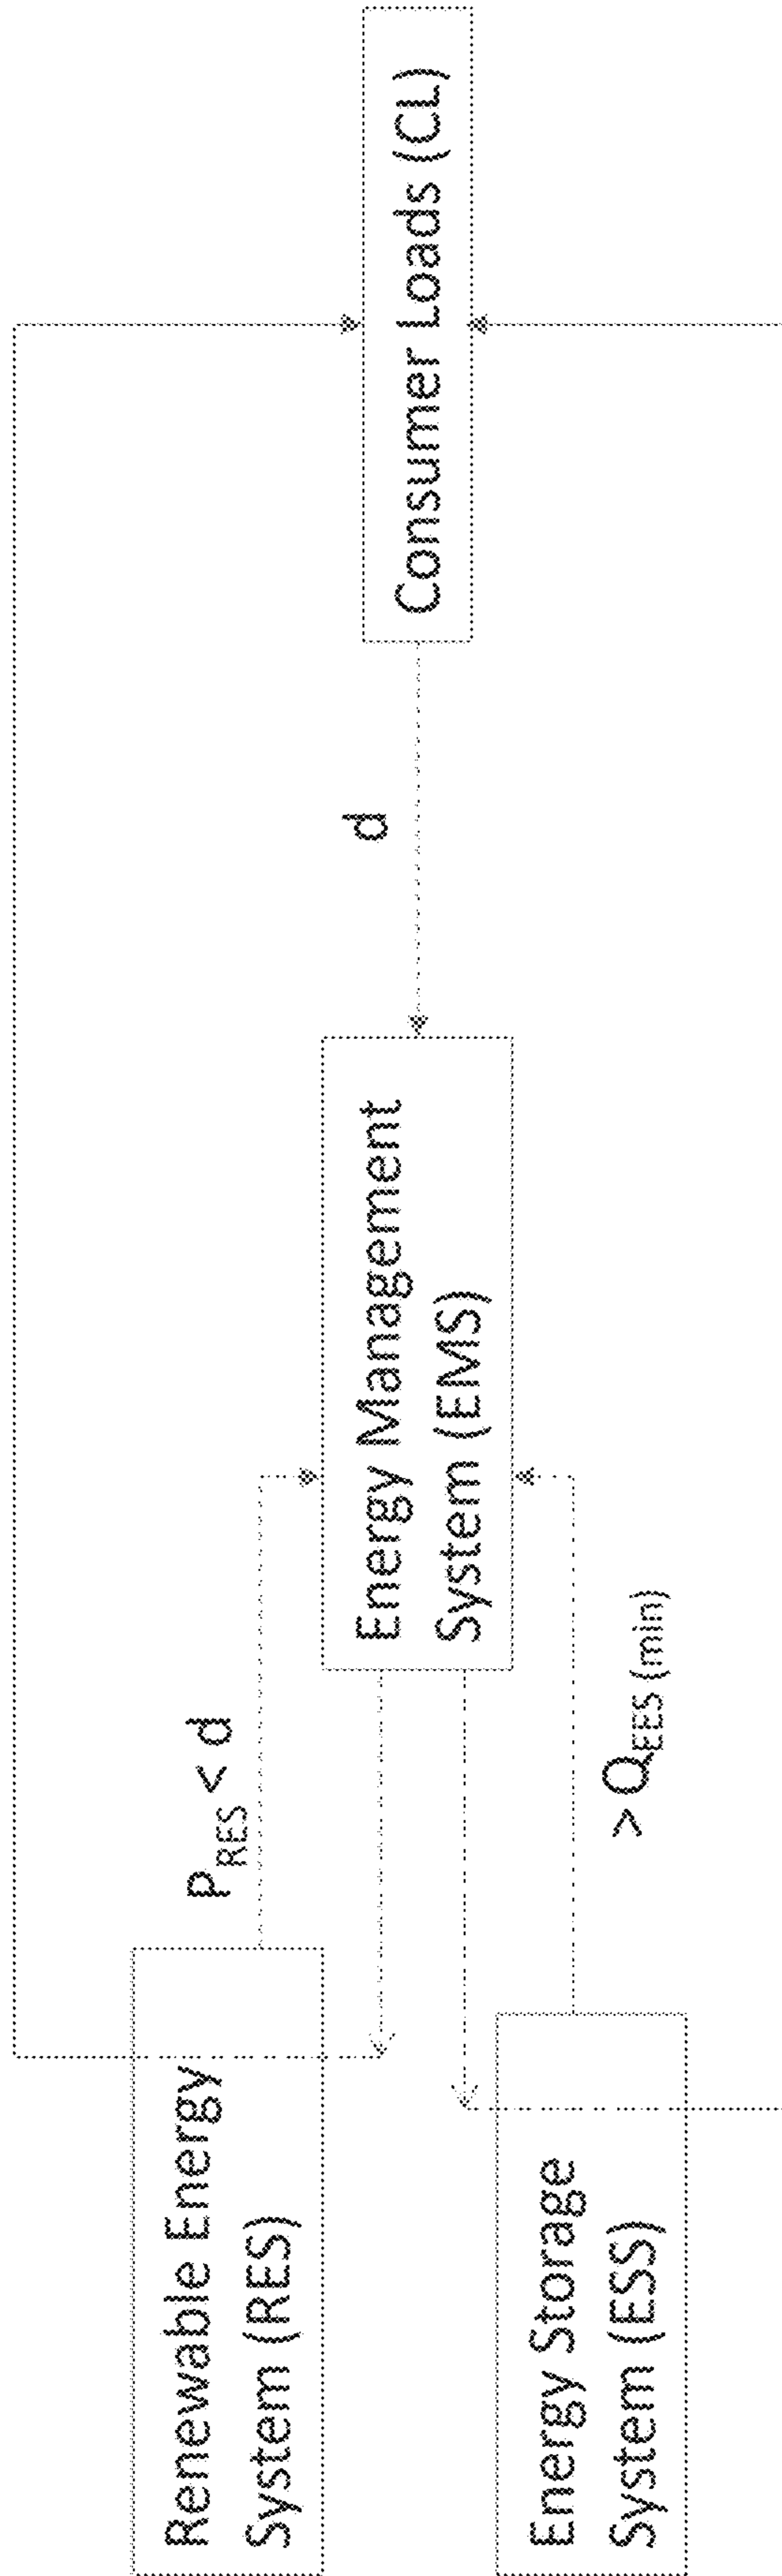 Renewable Energy
System (RES)
P_RES < d
Energy Management
System (EMS)
d
Consumer Loads (CL)
Energy Storage
System (ESS)
> Q_EES (min)